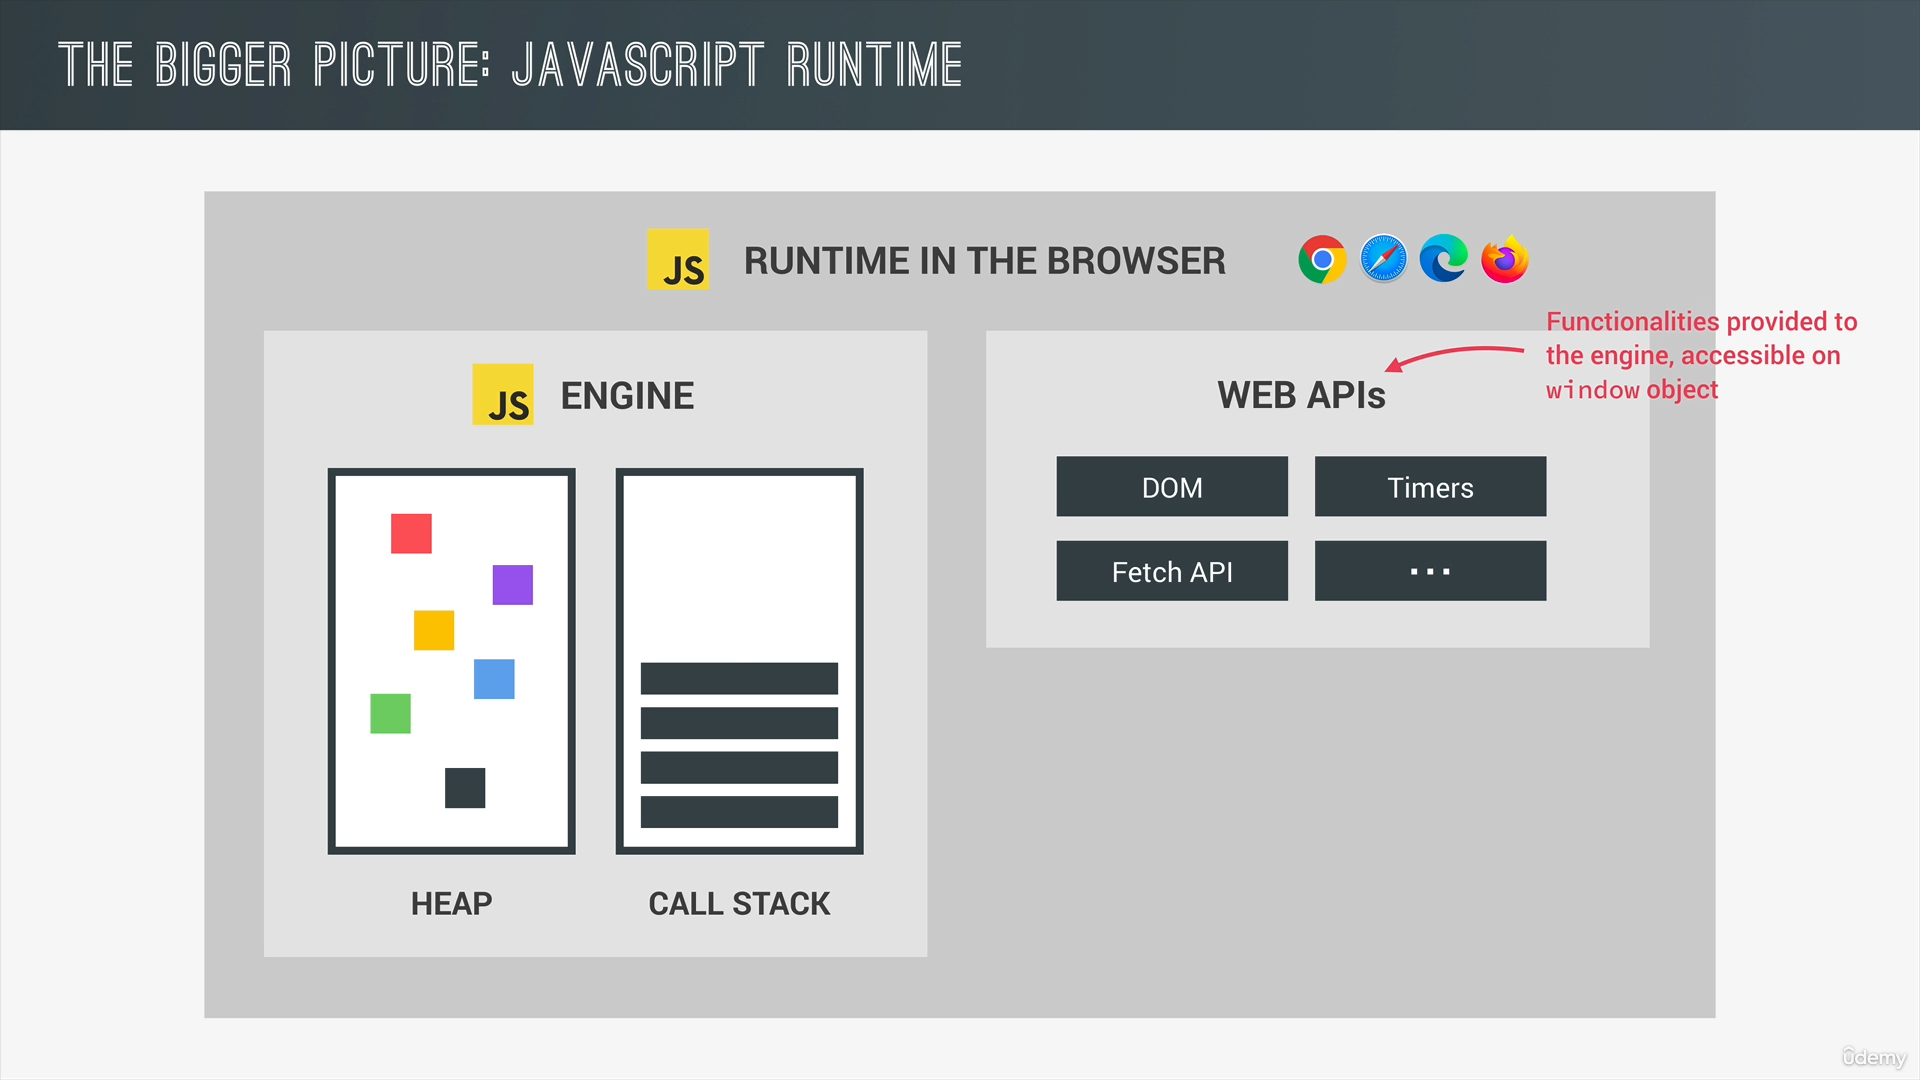 THE BIGGER PICTURE: JAVASCRIPT RUNTIME
JS RUNTIME IN THE BROWSER
Functionalities provided to
the engine, accessible on
window object
JS ENGINE
WEB APIs
DOM
Timers
Fetch API
...
HEAP
CALL STACK
ûdemy